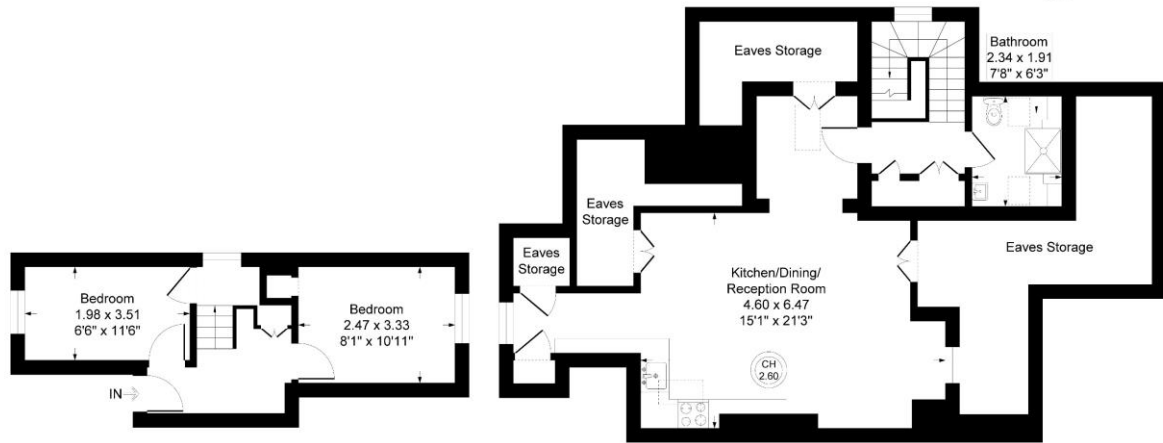 Bedroom
1.98 x 3.51
6'6" x 11'6"
IN
Bedroom
2.47 x 3.33
8'1" x 10'11"
Eaves Storage
Bathroom
2.34 x 1.91
7'8" x 6'3"
Eaves
Storage
Eaves
Storage
Kitchen/Dining/
Reception Room
4.60 x 6.47
15'1" x 21'3"
CH
2.60
Eaves Storage